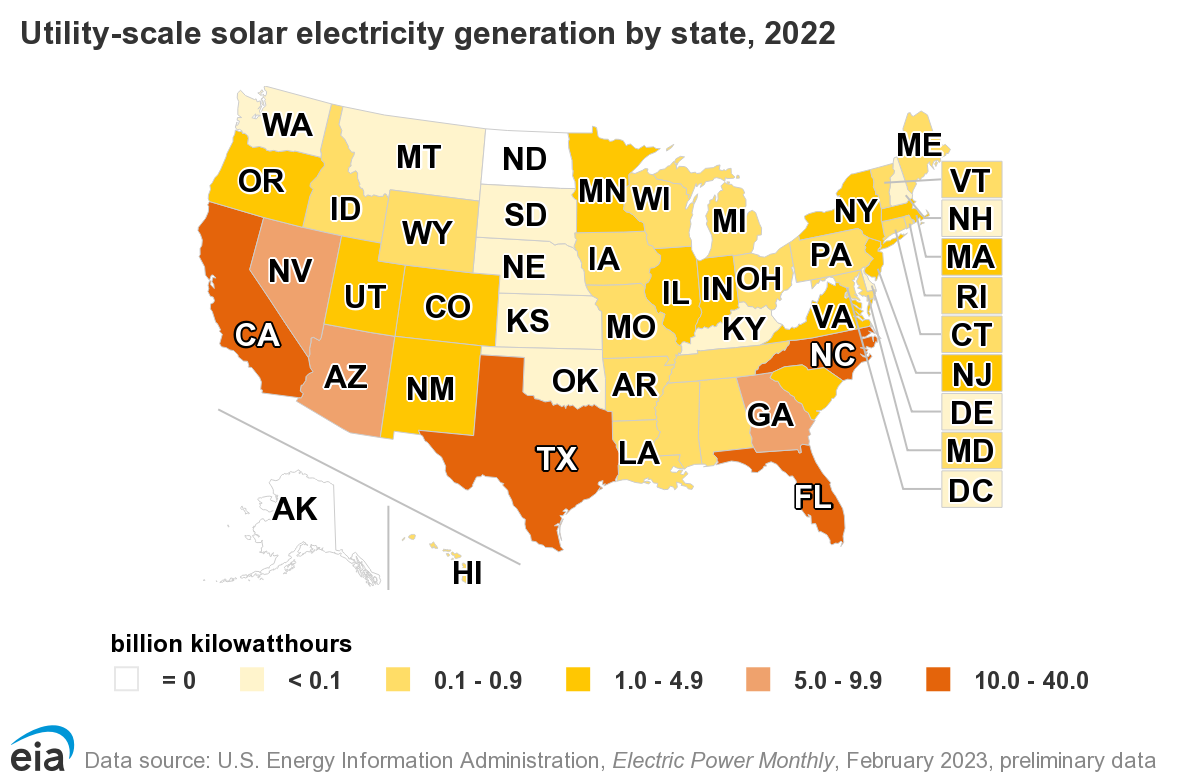 Utility-scale solar electricity generation by state, 2022
WA
MT
ND
ME
OR
ID
SD
MN
WI
VT
WY
MI
NY
NH
NV
NE
IA
PA
MA
UT
CO
IL
IN
OH
RI
CA
KS
MO
KY
VA
CT
AZ
NM
OK
AR
NC
NJ
GA
DE
TX
LA
MD
FL
DC
AK
HI
billion kilowatthours
= 0
< 0.1
0.1 - 0.9
1.0 - 4.9
5.0 - 9.9
10.0 - 40.0
eia
Data source: U.S. Energy Information Administration, Electric Power Monthly, February 2023, preliminary data